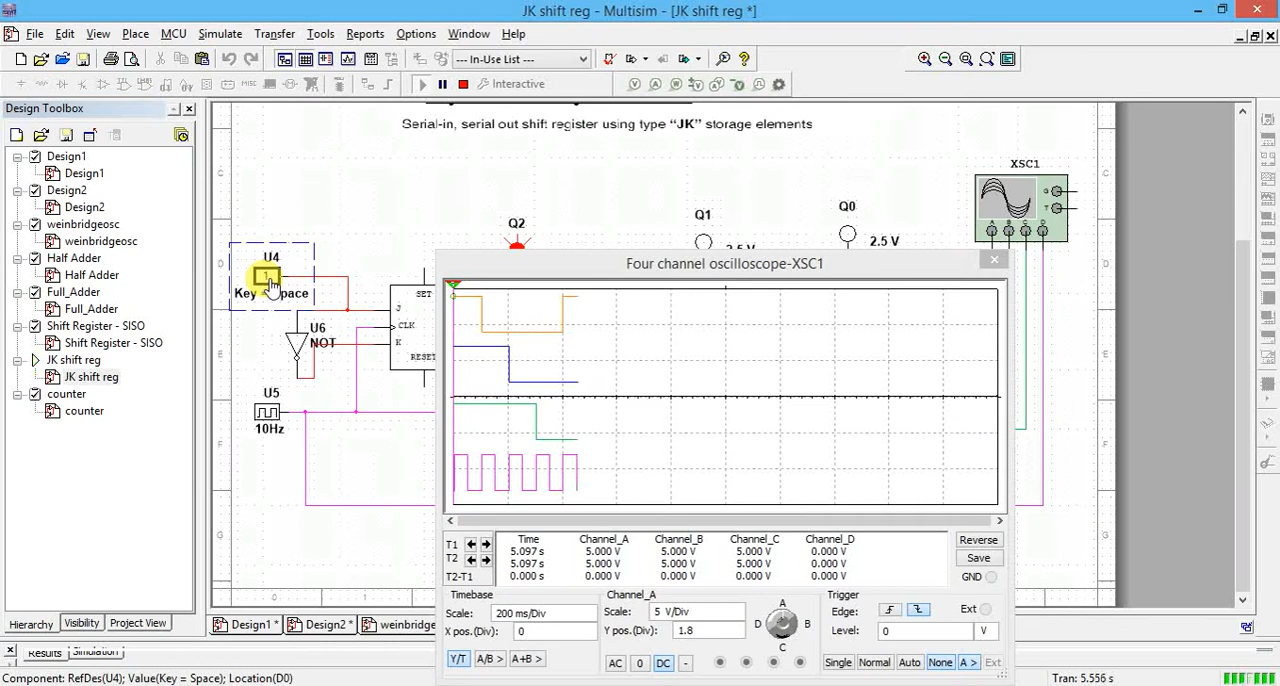 JK shift reg - Multisim - [JK shift reg *]
File Edit View Place MCU Simulate Transfer Tools Reports Options Window Help
--- In-Use List ---
Interactive
Design Toolbox
Design1
Design1
Design2
Design2
weinbridgeosc
weinbridgeosc
Half Adder
Half Adder
Full_Adder
Full_Adder
Shift Register - SISO
Shift Register - SISO
JK shift reg
JK shift reg
counter
counter
Hierarchy Visibility Project View
Serial-in, serial out shift register using type "JK" storage elements
XSC1
G
T
A B C D
Q2
Q1
Q0
2.5 V
2.5 V
U4
1
Key = Space
U6
NOT
U5
10Hz
SET
J
CLK
K
RESET
Four channel oscilloscope-XSC1
Time Channel_A Channel_B Channel_C Channel_D
T1 5.097 s 5.000 V 5.000 V 5.000 V 0.000 V
T2 5.097 s 5.000 V 5.000 V 5.000 V 0.000 V
T2-T1 0.000 s 0.000 V 0.000 V 0.000 V 0.000 V
Reverse
Save
GND
Timebase
Scale: 200 ms/Div
X pos.(Div): 0
Y/T A/B > A+B >
Channel_A
Scale: 5 V/Div
Y pos.(Div): 1.8
AC 0 DC -
A
B
C
D
Trigger
Edge: Ext
Level: 0 V
Single Normal Auto None A > Ext
Design1 * Design2 * weinbridge
Results Simulation
Component: RefDes(U4); Value(Key = Space); Location(D0)
Tran: 5.556 s